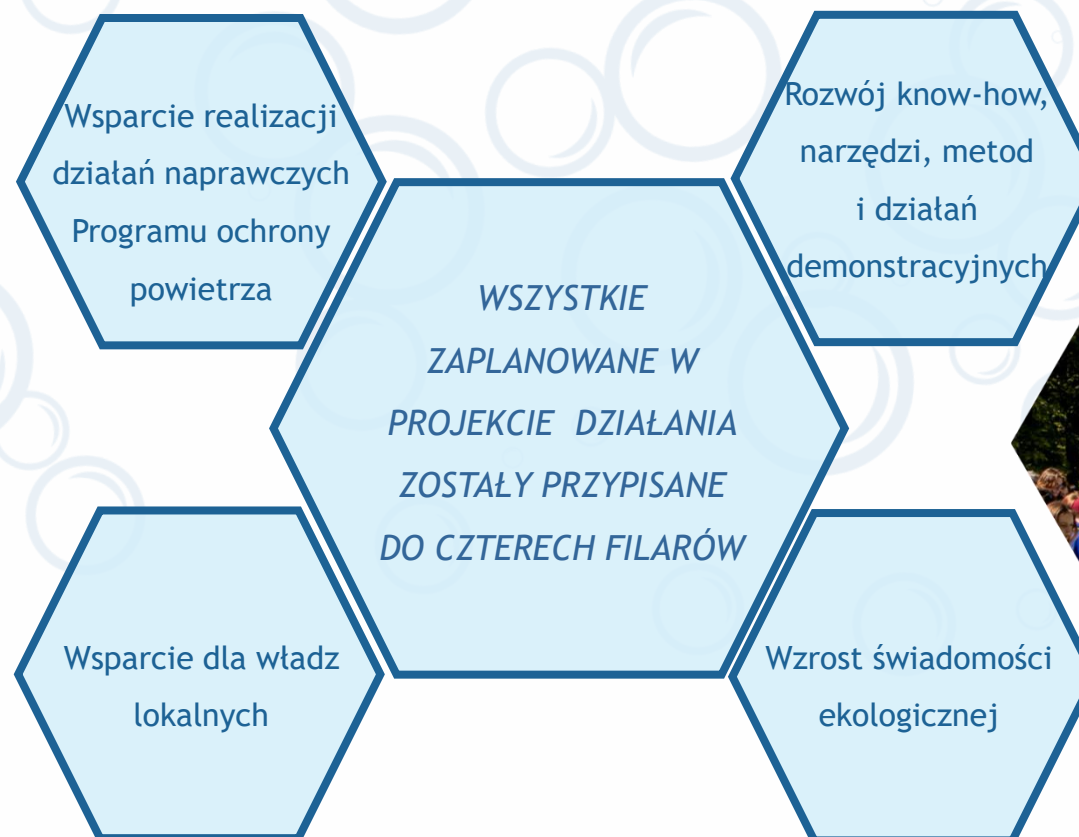 Wsparcie realizacji
działań naprawczych
Programu ochrony
powietrza
Rozwój know-how,
narzędzi, metod
i działań
demonstracyjnych
WSZYSTKIE
ZAPLANOWANE W
PROJEKCIE DZIAŁANIA
ZOSTAŁY PRZYPISANE
DO CZTERECH FILARÓW
Wsparcie dla władz
lokalnych
Wzrost świadomości
ekologicznej